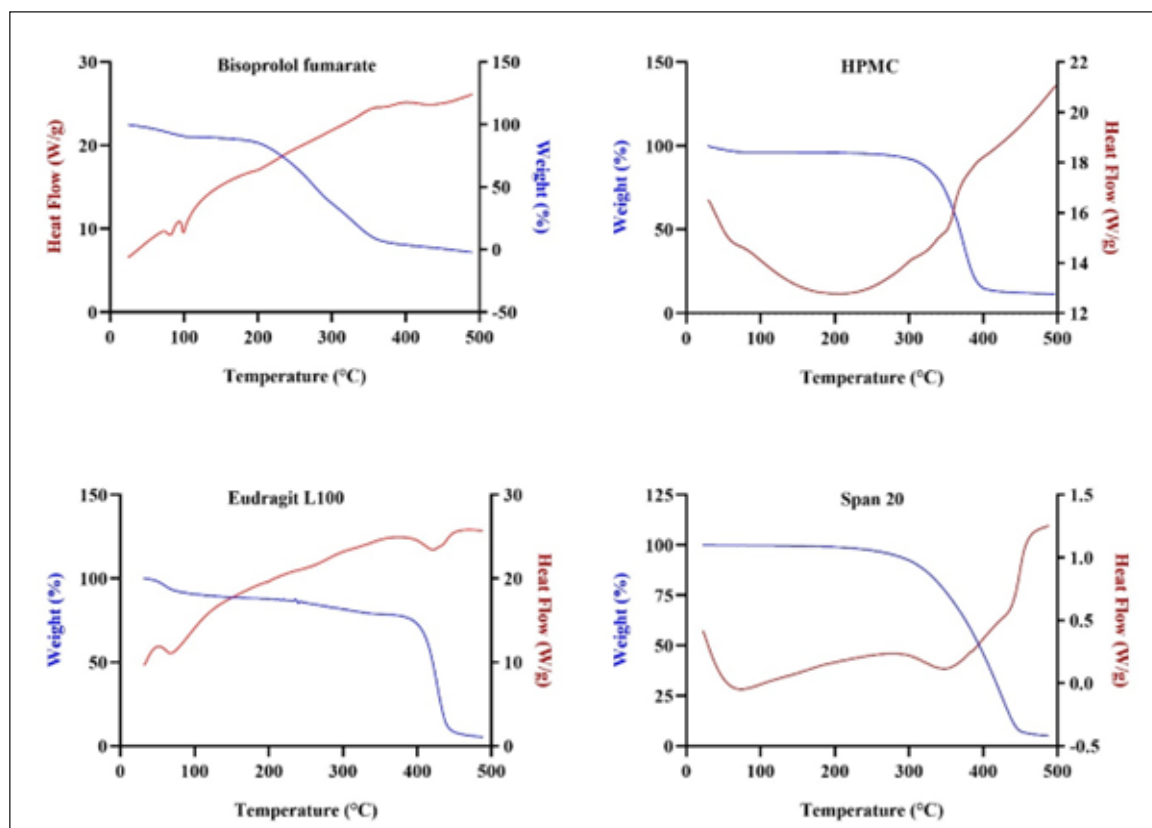 Bisoprolol fumarate
Heat Flow (W/g)
30
20
10
0
Weight (%)
150
100
50
0
-50
0 100 200 300 400 500
Temperature (°C)
HPMC
Weight (%)
150
100
50
0
Heat Flow (W/g)
22
20
18
16
14
12
0 100 200 300 400 500
Temperature (°C)
Eudragit L100
Weight (%)
150
100
50
0
Heat Flow (W/g)
30
20
10
0
0 100 200 300 400 500
Temperature (°C)
Span 20
Weight (%)
125
100
75
50
25
0
Heat Flow (W/g)
1.5
1.0
0.5
0.0
-0.5
0 100 200 300 400 500
Temperature (°C)